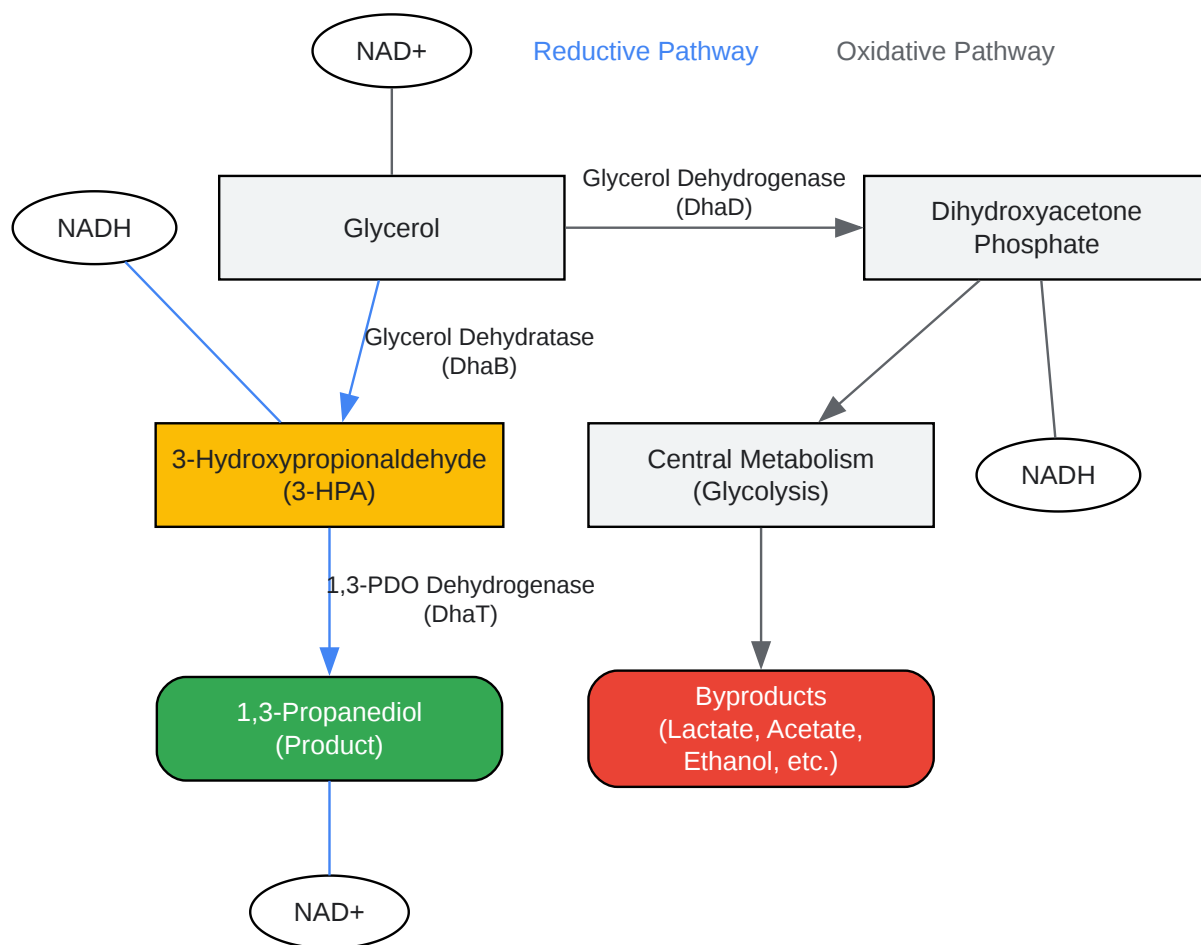 NAD+
Reductive Pathway
Oxidative Pathway
Glycerol Dehydrogenase
(DhaD)
NADH
Glycerol
Dihydroxyacetone
Phosphate
Glycerol Dehydratase
(DhaB)
3-Hydroxypropionaldehyde
(3-HPA)
Central Metabolism
(Glycolysis)
NADH
1,3-PDO Dehydrogenase
(DhaT)
1,3-Propanediol
(Product)
Byproducts
(Lactate, Acetate,
Ethanol, etc.)
NAD+